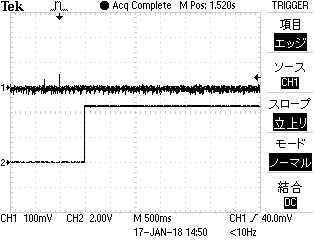 Tek Acq Complete M Pos: 1.520s TRIGGER
項目
エッジ
ソース
CH1
スロープ
立上り
モード
ノーマル
結合
DC
1
2
CH1 100mV CH2 2.00V M 500ms CH1 40.0mV
17-JAN-18 14:50 <10Hz